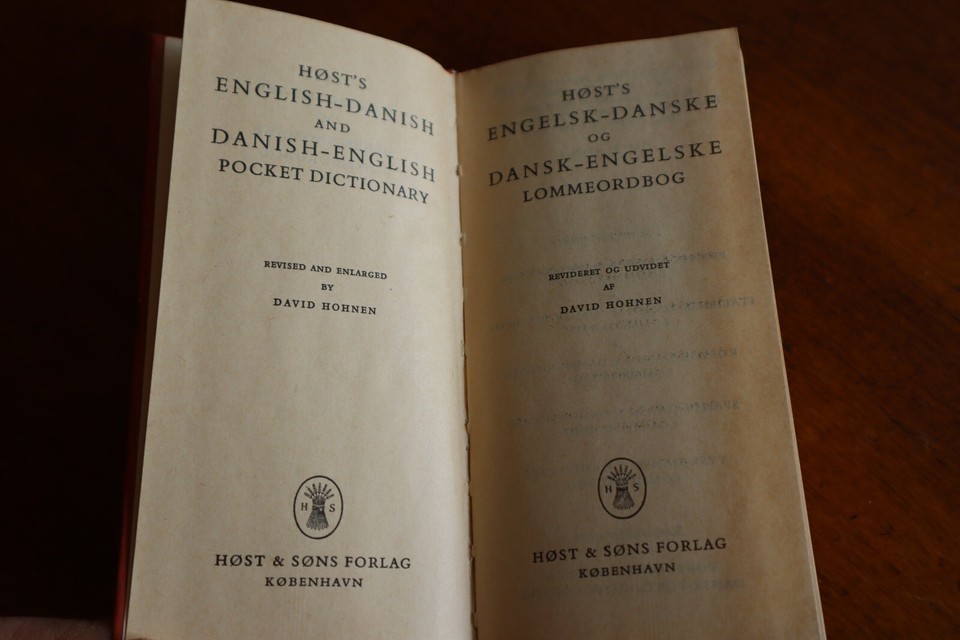 HØST'S
ENGLISH-DANISH
AND
DANISH-ENGLISH
POCKET DICTIONARY
REVISED AND ENLARGED
BY
DAVID HOHNEN
H S
HØST & SØNS FORLAG
KØBENHAVN
HØST'S
ENGELSK-DANSKE
OG
DANSK-ENGELSKE
LOMMEORDBOG
REVIDERET OG UDVIDET
AF
DAVID HOHNEN
H S
HØST & SØNS FORLAG
KØBENHAVN